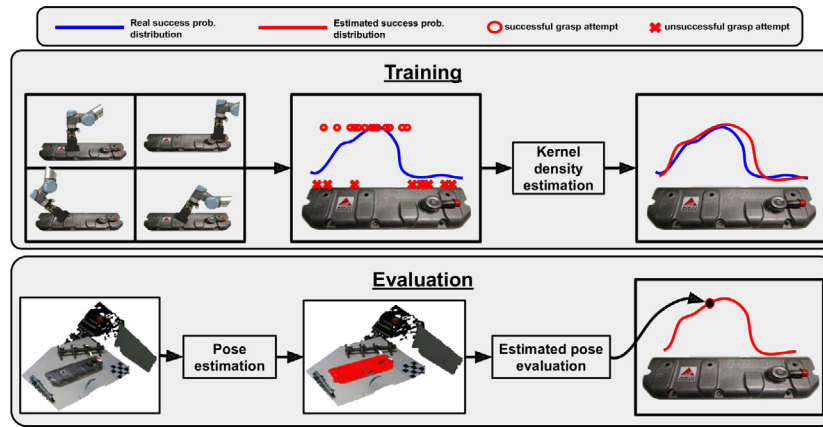 Real success prob.
distribution
Estimated success prob.
distribution
successful grasp attempt
unsuccessful grasp attempt
Training
Kernel
density
estimation
Evaluation
Pose
estimation
Estimated pose
evaluation